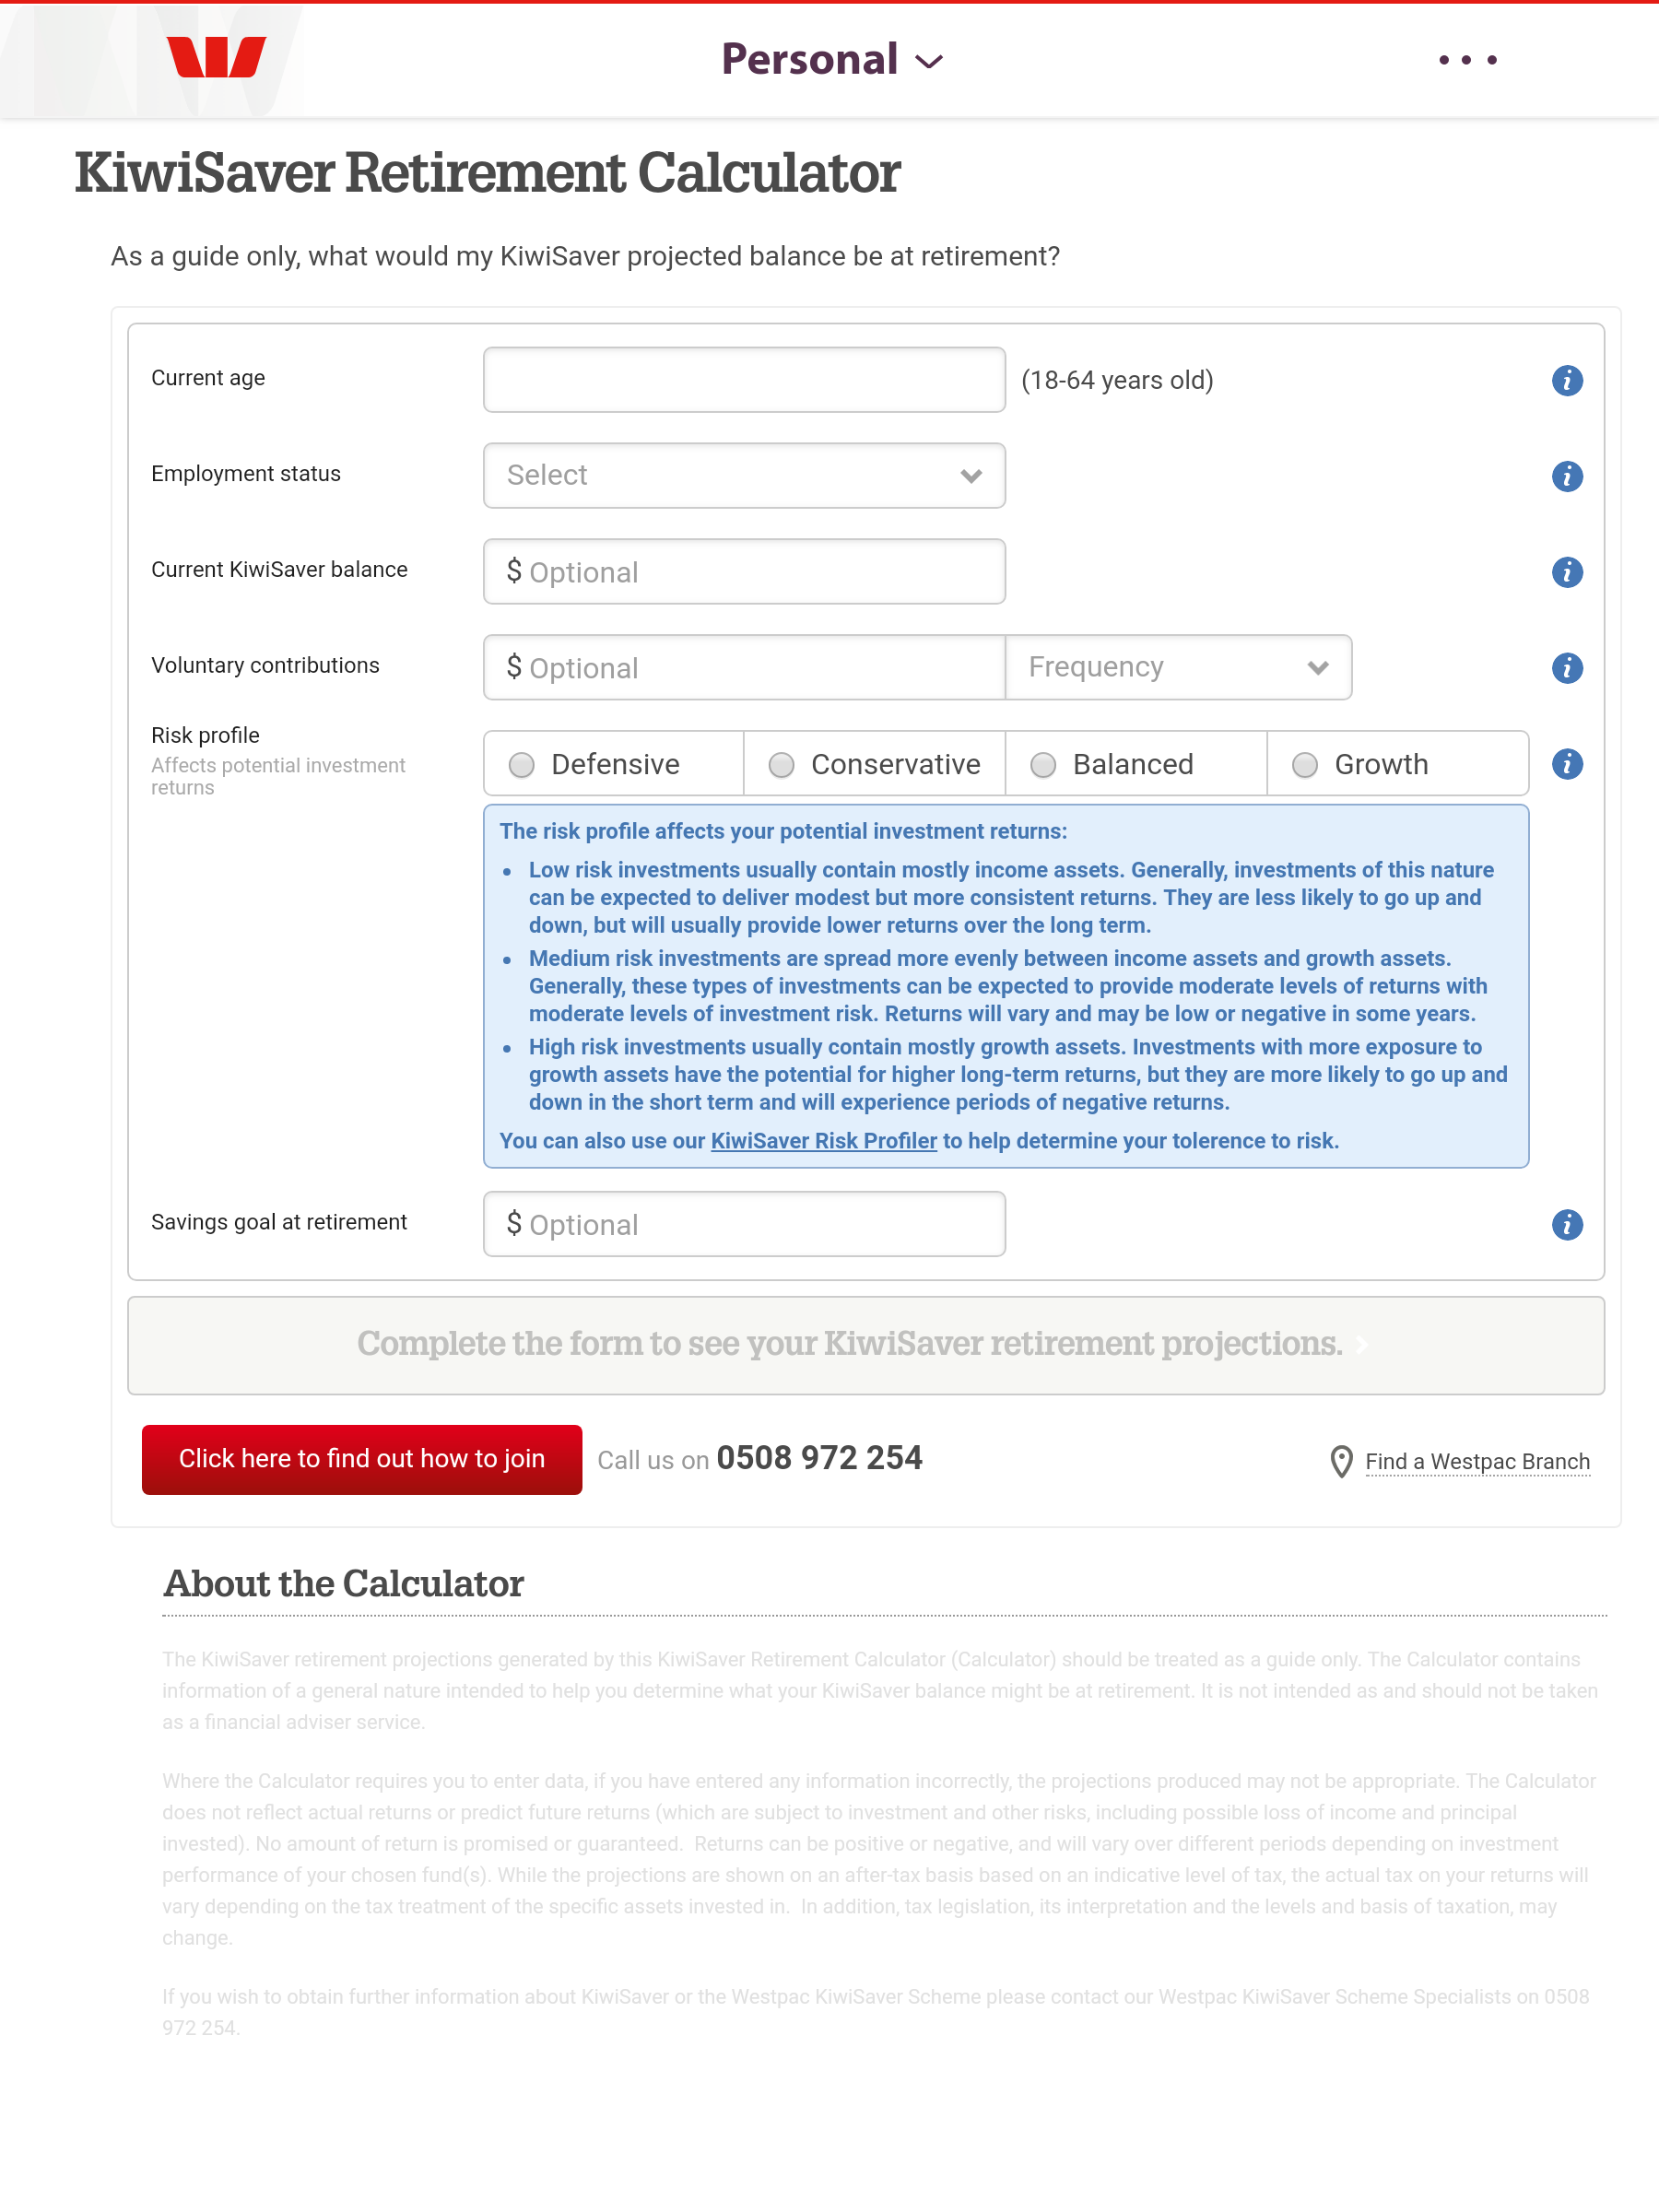 Personal
KiwiSaver Retirement Calculator
As a guide only, what would my KiwiSaver projected balance be at retirement?
Current age
(18-64 years old)
Employment status
Select
Current KiwiSaver balance
$ Optional
Voluntary contributions
$ Optional
Frequency
Risk profile
Affects potential investment
returns
Defensive
Conservative
Balanced
Growth
The risk profile affects your potential investment returns:
• Low risk investments usually contain mostly income assets. Generally, investments of this nature
can be expected to deliver modest but more consistent returns. They are less likely to go up and
down, but will usually provide lower returns over the long term.
• Medium risk investments are spread more evenly between income assets and growth assets.
Generally, these types of investments can be expected to provide moderate levels of returns with
moderate levels of investment risk. Returns will vary and may be low or negative in some years.
• High risk investments usually contain mostly growth assets. Investments with more exposure to
growth assets have the potential for higher long-term returns, but they are more likely to go up and
down in the short term and will experience periods of negative returns.
You can also use our KiwiSaver Risk Profiler to help determine your tolerence to risk.
Savings goal at retirement
$ Optional
Complete the form to see your KiwiSaver retirement projections.
Click here to find out how to join
Call us on 0508 972 254
Find a Westpac Branch
About the Calculator
The KiwiSaver retirement projections generated by this KiwiSaver Retirement Calculator (Calculator) should be treated as a guide only. The Calculator contains
information of a general nature intended to help you determine what your KiwiSaver balance might be at retirement. It is not intended as and should not be taken
as a financial adviser service.
Where the Calculator requires you to enter data, if you have entered any information incorrectly, the projections produced may not be appropriate. The Calculator
does not reflect actual returns or predict future returns (which are subject to investment and other risks, including possible loss of income and principal
invested). No amount of return is promised or guaranteed.  Returns can be positive or negative, and will vary over different periods depending on investment
performance of your chosen fund(s). While the projections are shown on an after-tax basis based on an indicative level of tax, the actual tax on your returns will
vary depending on the tax treatment of the specific assets invested in.  In addition, tax legislation, its interpretation and the levels and basis of taxation, may
change.
If you wish to obtain further information about KiwiSaver or the Westpac KiwiSaver Scheme please contact our Westpac KiwiSaver Scheme Specialists on 0508
972 254.